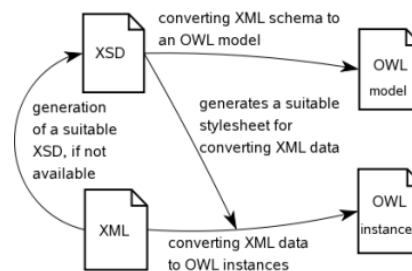 converting XML schema to
an OWL model
XSD
OWL
model
generation
of a suitable
XSD, if not
available
generates a suitable
stylesheet for
converting XML data
XML
OWL
instance
converting XML data
to OWL instances